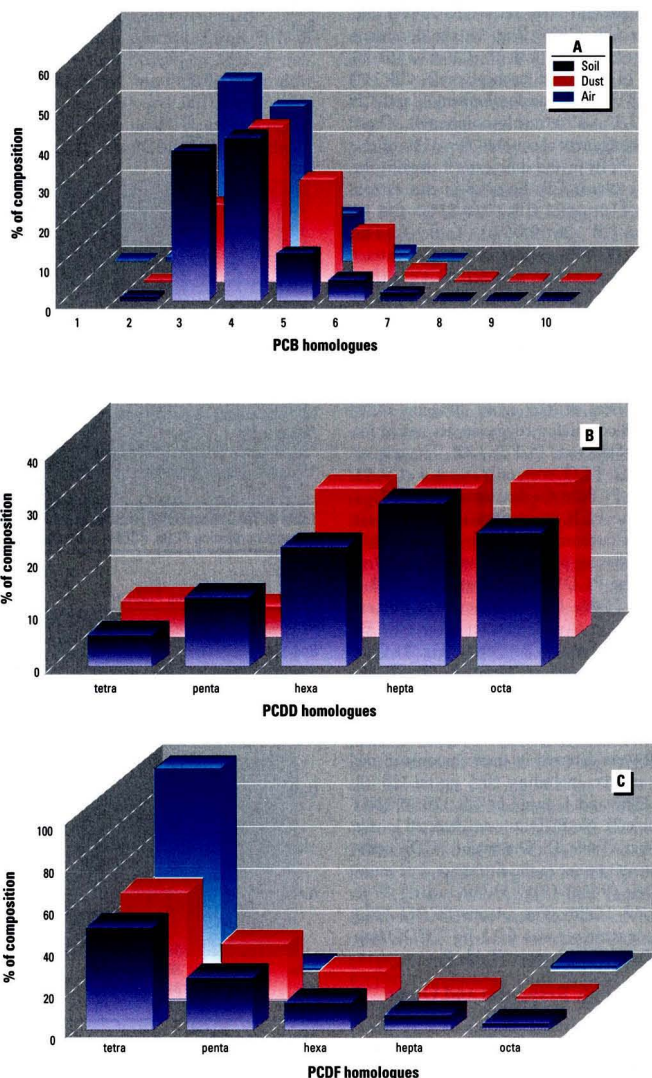 A
Soil
Dust
Air
60
50
40
30
20
10
0
% of composition
1 2 3 4 5 6 7 8 9 10
PCB homologues
B
40
30
20
10
0
% of composition
tetra penta hexa hepta octa
PCDD homologues
C
100
80
60
40
20
0
% of composition
tetra penta hexa hepta octa
PCDF homologues